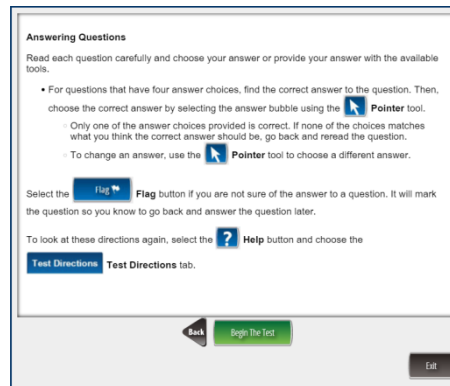 Answering Questions
Read each question carefully and choose your answer or provide your answer with the available
tools.
• For questions that have four answer choices, find the correct answer to the question. Then,
choose the correct answer by selecting the answer bubble using the Pointer tool.
○ Only one of the answer choices provided is correct. If none of the choices matches
what you think the correct answer should be, go back and reread the question.
○ To change an answer, use the Pointer tool to choose a different answer.
Select the Flag Flag button if you are not sure of the answer to a question. It will mark
the question so you know to go back and answer the question later.
To look at these directions again, select the ? Help button and choose the
Test Directions Test Directions tab.
Back Begin The Test
Exit